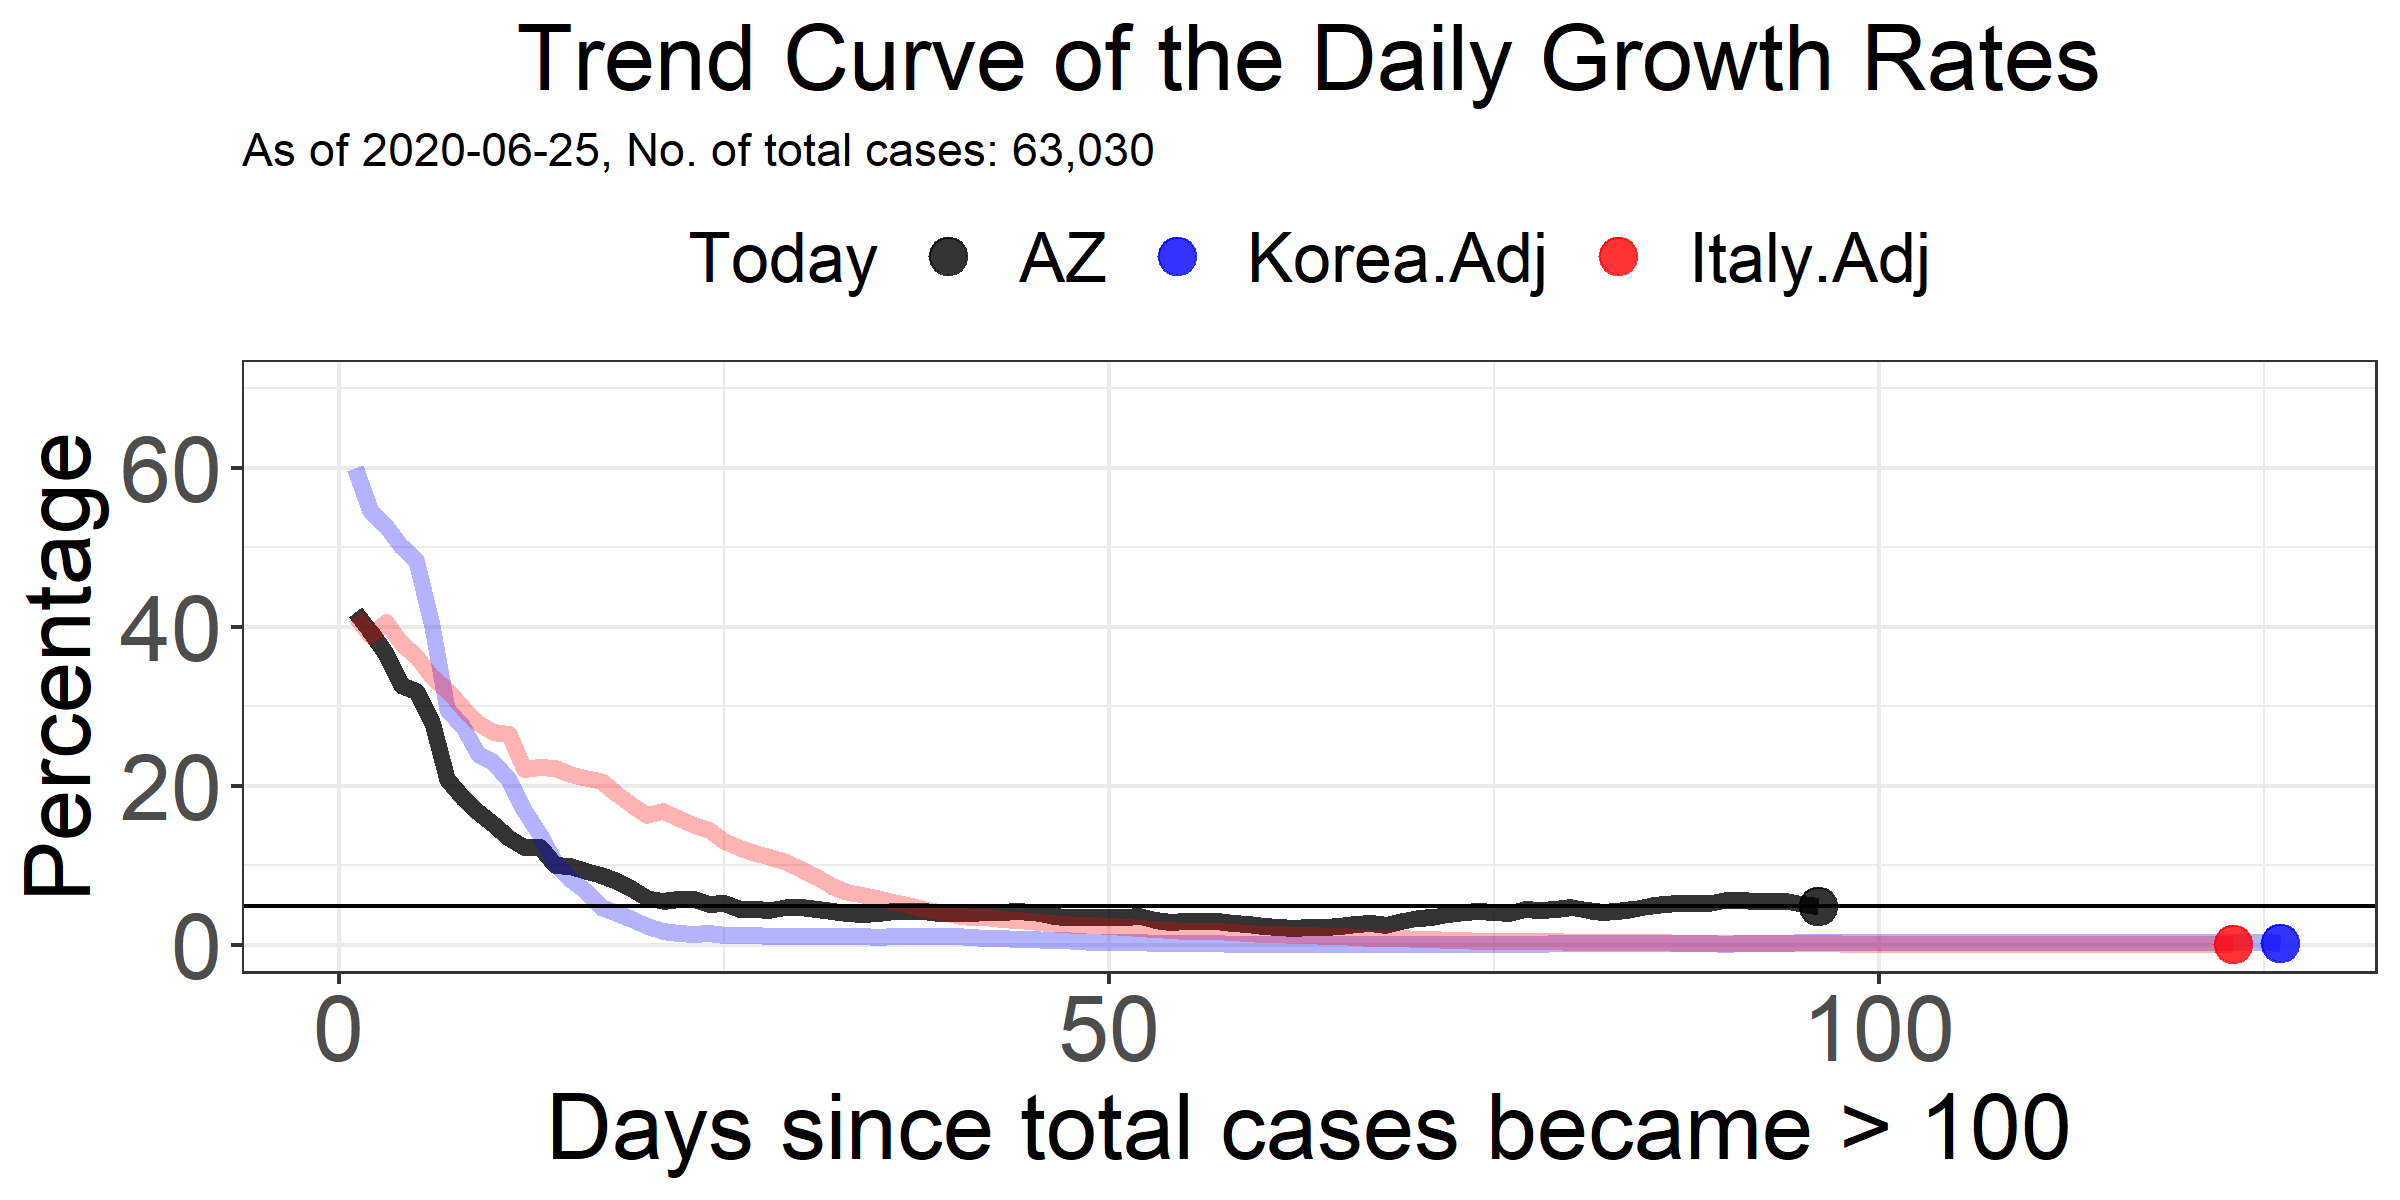 Trend Curve of the Daily Growth Rates
As of 2020-06-25, No. of total cases: 63,030
Today AZ Korea.Adj Italy.Adj
Percentage
60
40
20
0
0 50 100
Days since total cases became > 100